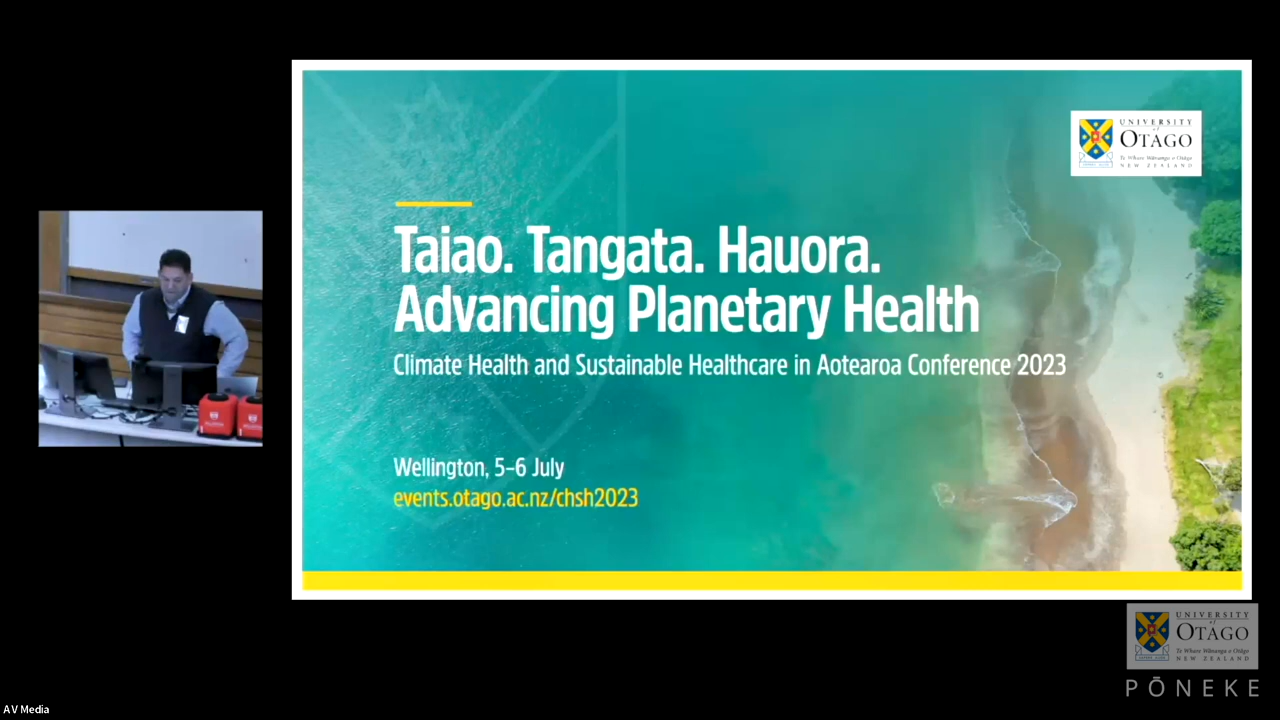 UNIVERSITY
of
OTAGO
Te Whare Wānanga o Otāgo
NEW ZEALAND
Taiao. Tangata. Hauora.
Advancing Planetary Health
Climate Health and Sustainable Healthcare in Aotearoa Conference 2023
Wellington, 5–6 July
events.otago.ac.nz/chsh2023
UNIVERSITY
of
OTAGO
Te Whare Wānanga o Otāgo
NEW ZEALAND
PŌNEKE
AV Media